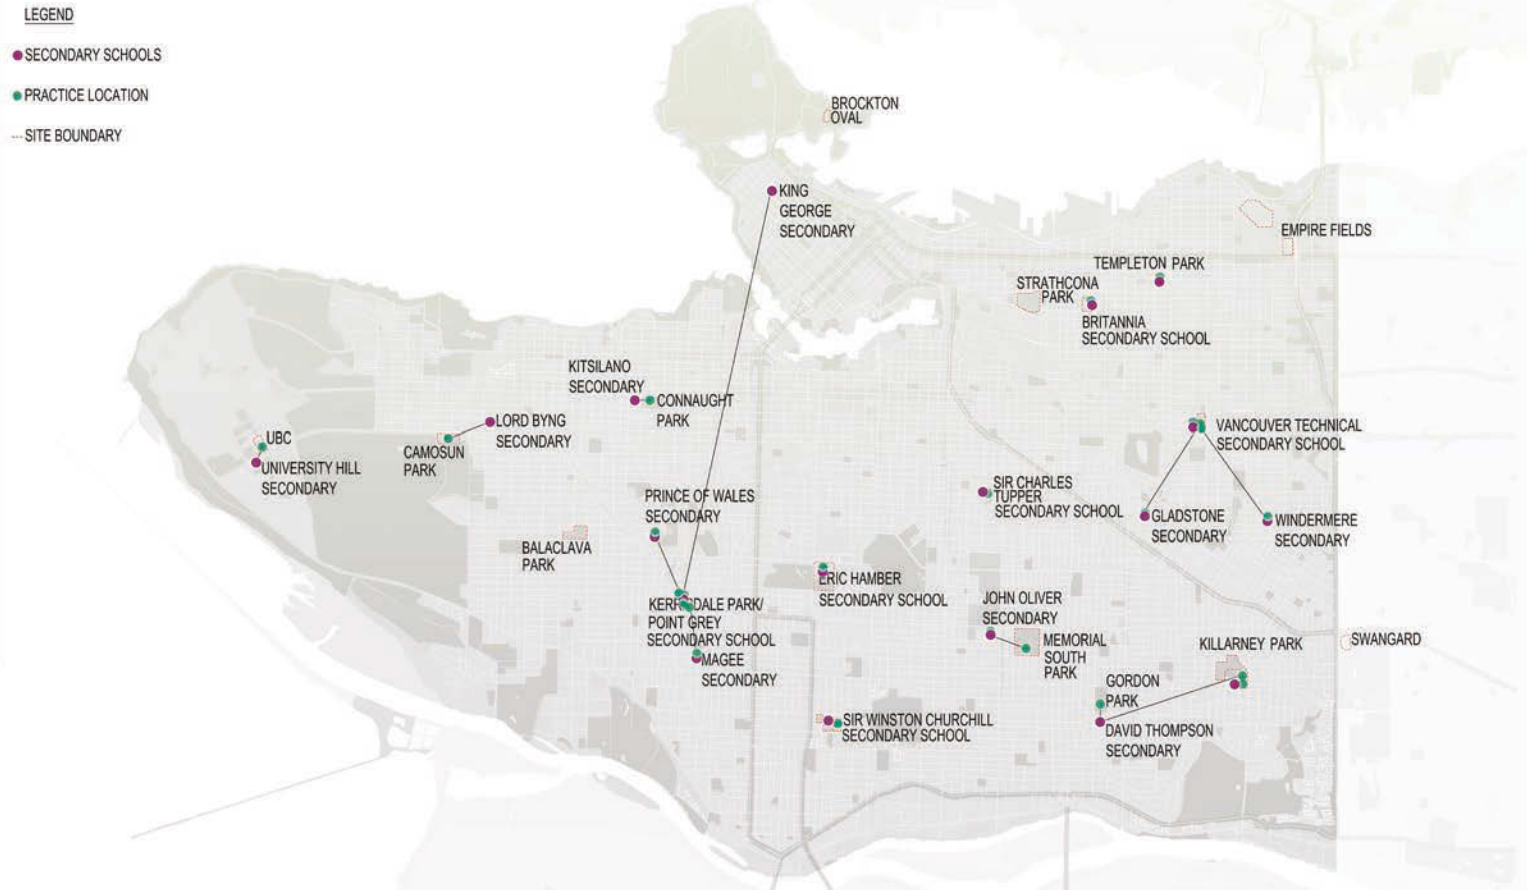 LEGEND
SECONDARY SCHOOLS
PRACTICE LOCATION
SITE BOUNDARY
BROCKTON
OVAL
KING
GEORGE
SECONDARY
EMPIRE FIELDS
TEMPLETON PARK
STRATHCONA
PARK
BRITANNIA
SECONDARY SCHOOL
KITSILANO
SECONDARY
CONNAUGHT
PARK
LORD BYNG
SECONDARY
CAMOSUN
PARK
UBC
UNIVERSITY HILL
SECONDARY
VANCOUVER TECHNICAL
SECONDARY SCHOOL
SIR CHARLES
TUPPER
SECONDARY SCHOOL
GLADSTONE
SECONDARY
WINDERMERE
SECONDARY
PRINCE OF WALES
SECONDARY
BALACLAVA
PARK
ERIC HAMBER
SECONDARY SCHOOL
KERRISDALE PARK/
POINT GREY
SECONDARY SCHOOL
MAGEE
SECONDARY
JOHN OLIVER
SECONDARY
MEMORIAL
SOUTH
PARK
KILLARNEY PARK
SWANGARD
GORDON
PARK
DAVID THOMPSON
SECONDARY
SIR WINSTON CHURCHILL
SECONDARY SCHOOL